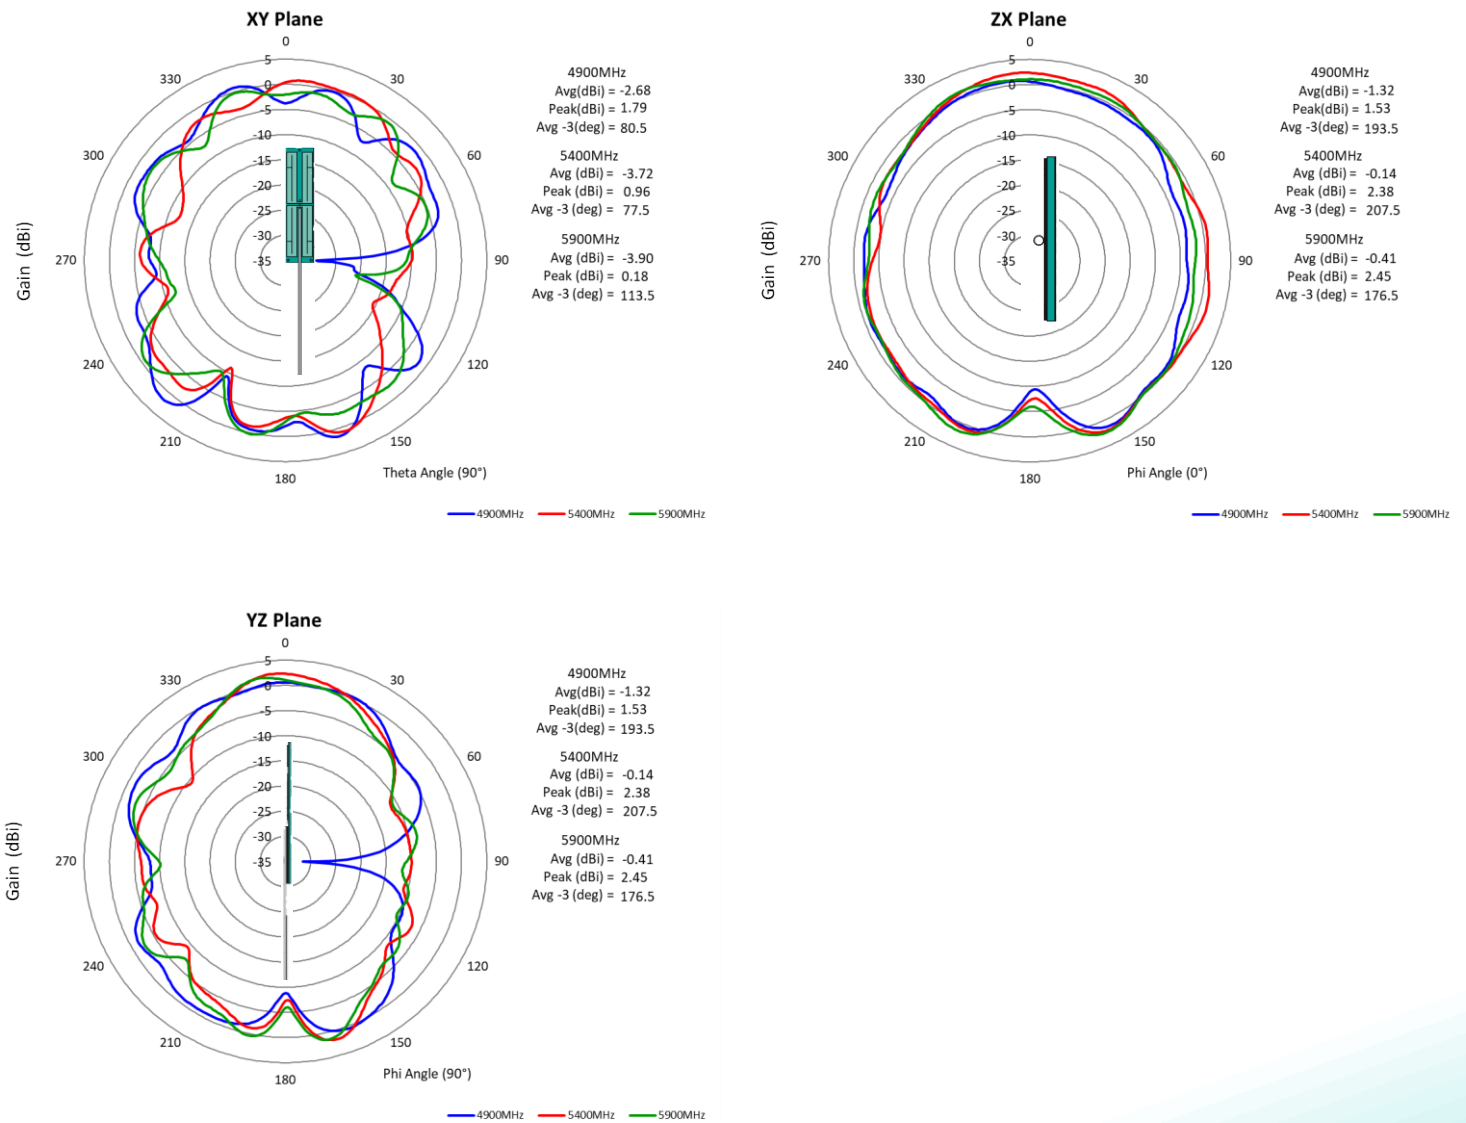 XY Plane
0
30
60
90
120
150
180
210
240
270
300
330
5
0
-5
-10
-15
-20
-25
-30
-35
Gain (dBi)
Theta Angle (90°)
4900MHz
Avg(dBi) = -2.68
Peak(dBi) = 1.79
Avg -3(deg) = 80.5
5400MHz
Avg (dBi) = -3.72
Peak (dBi) = 0.96
Avg -3 (deg) = 77.5
5900MHz
Avg (dBi) = -3.90
Peak (dBi) = 0.18
Avg -3 (deg) = 113.5
4900MHz 5400MHz 5900MHz
ZX Plane
0
30
60
90
120
150
180
210
240
270
300
330
5
0
-5
-10
-15
-20
-25
-30
-35
Gain (dBi)
Phi Angle (0°)
4900MHz
Avg(dBi) = -1.32
Peak(dBi) = 1.53
Avg -3(deg) = 193.5
5400MHz
Avg (dBi) = -0.14
Peak (dBi) = 2.38
Avg -3 (deg) = 207.5
5900MHz
Avg (dBi) = -0.41
Peak (dBi) = 2.45
Avg -3 (deg) = 176.5
4900MHz 5400MHz 5900MHz
YZ Plane
0
30
60
90
120
150
180
210
240
270
300
330
5
0
-5
-10
-15
-20
-25
-30
-35
Gain (dBi)
Phi Angle (90°)
4900MHz
Avg(dBi) = -1.32
Peak(dBi) = 1.53
Avg -3(deg) = 193.5
5400MHz
Avg (dBi) = -0.14
Peak (dBi) = 2.38
Avg -3 (deg) = 207.5
5900MHz
Avg (dBi) = -0.41
Peak (dBi) = 2.45
Avg -3 (deg) = 176.5
4900MHz 5400MHz 5900MHz